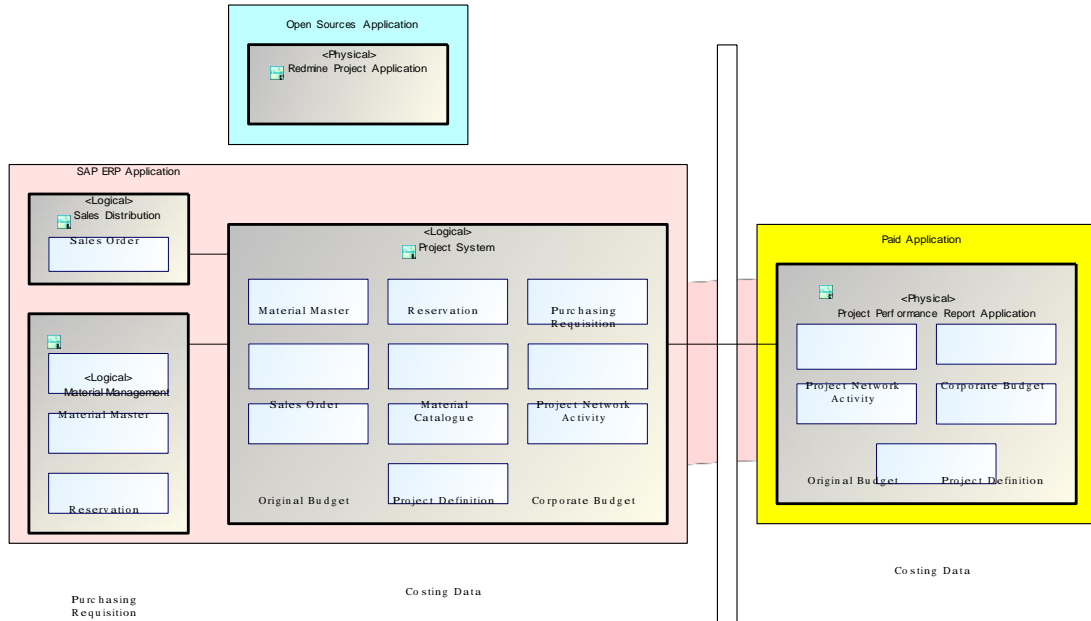 Open Sources Application
<Physical>
Redmine Project Application
SAP ERP Application
<Logical>
Sales Distribution
Sales Order
<Logical>
Material Management
Material Master
Reservation
Purchasing
Requisition
<Logical>
Project System
Material Master
Reservation
Purchasing
Requisition
Sales Order
Material
Catalogue
Project Network
Activity
Original Budget
Project Definition
Corporate Budget
Costing Data
Paid Application
<Physical>
Project Performance Report Application
Project Network
Activity
Corporate Budget
Original Budget
Project Definition
Costing Data